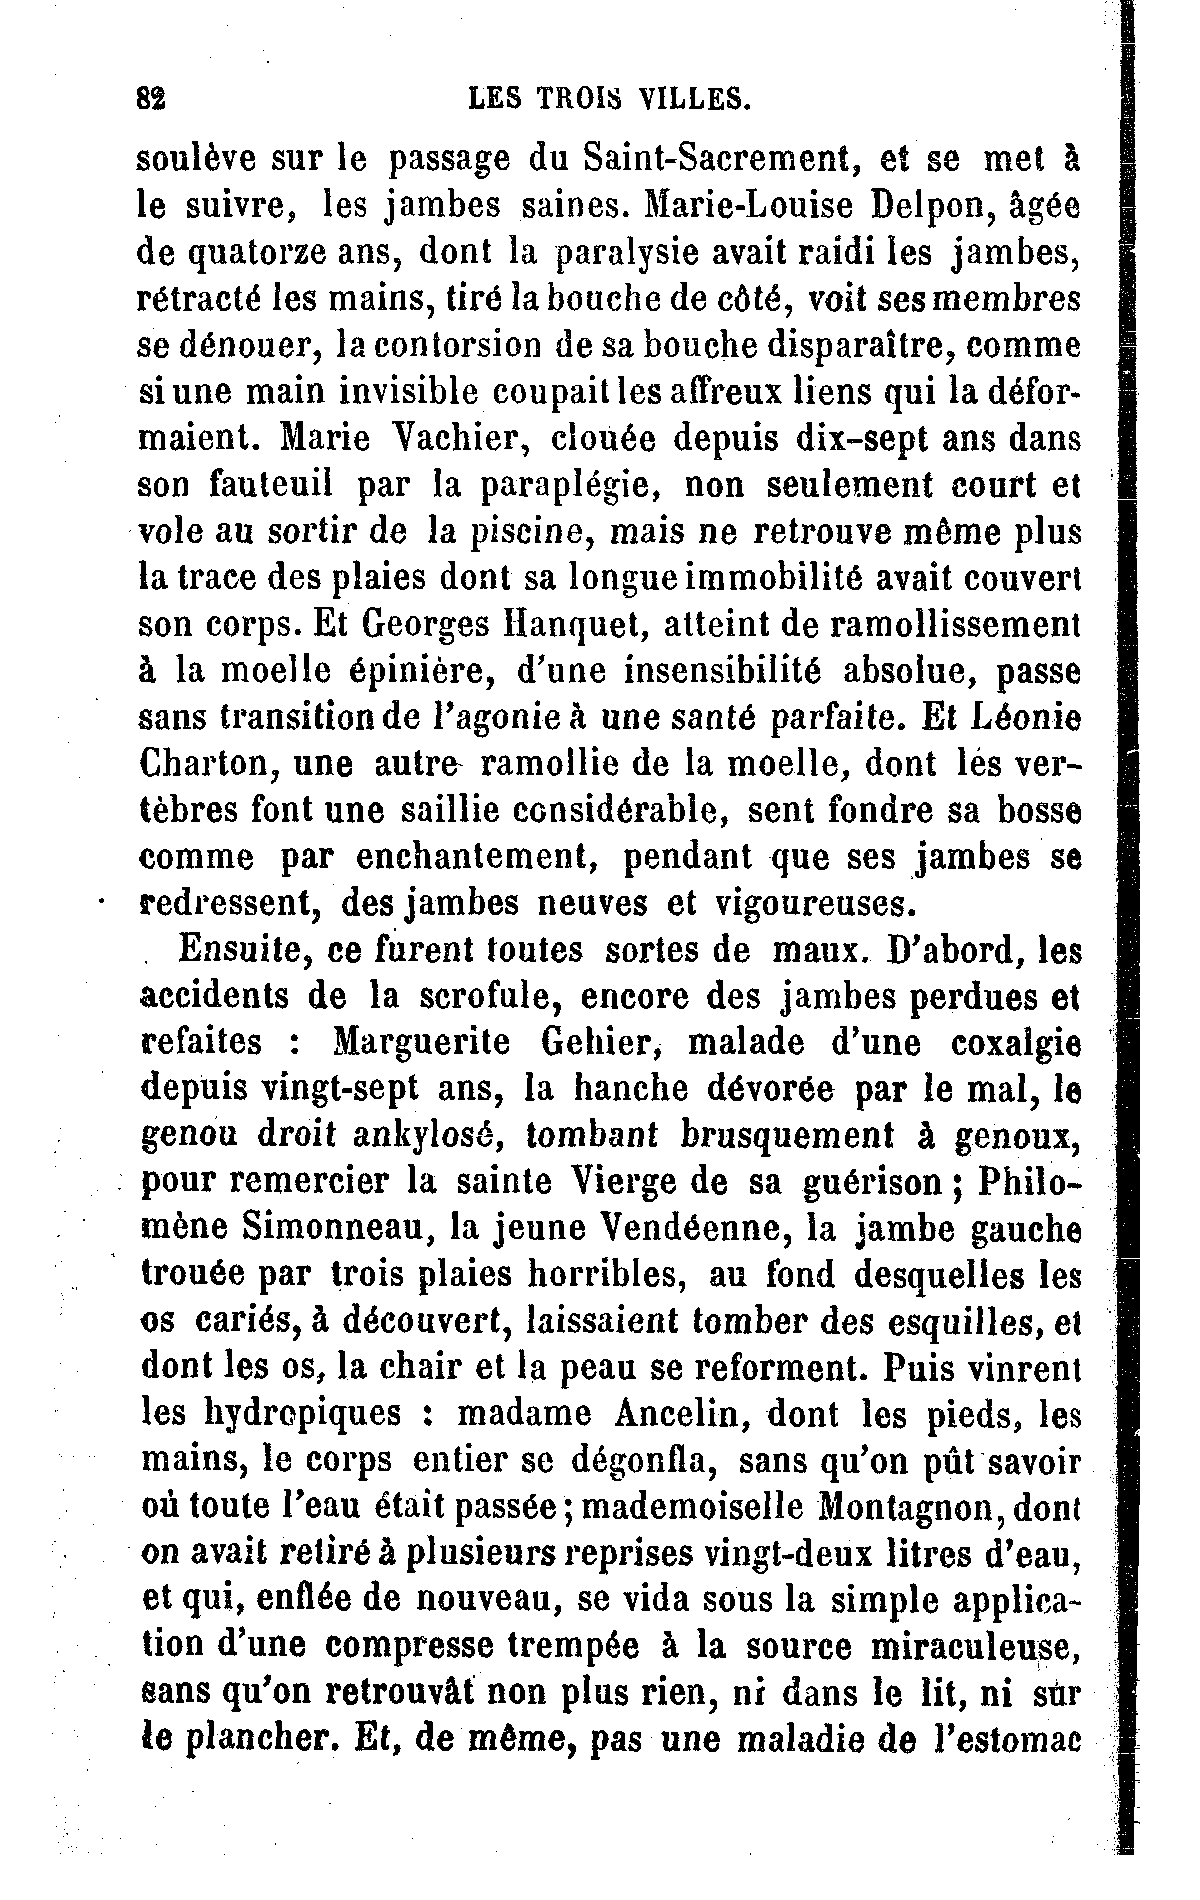 82 LES TROIS VILLES.
soulève sur le passage du Saint-Sacrement, et se met à
le suivre, les jambes saines. Marie-Louise Delpon, âgée
de quatorze ans, dont la paralysie avait raidi les jambes,
rétracté les mains, tiré la bouche de côté, voit ses membres
se dénouer, la contorsion de sa bouche disparaître, comme
si une main invisible coupait les affreux liens qui la défor-
maient. Marie Vachier, clouée depuis dix-sept ans dans
son fauteuil par la paraplégie, non seulement court et
vole au sortir de la piscine, mais ne retrouve même plus
la trace des plaies dont sa longue immobilité avait couvert
son corps. Et Georges Hanquet, atteint de ramollissement
à la moelle épinière, d'une insensibilité absolue, passe
sans transition de l'agonie à une santé parfaite. Et Léonie
Charton, une autre ramollie de la moelle, dont les ver-
tèbres font une saillie considérable, sent fondre sa bosse
comme par enchantement, pendant que ses jambes se
redressent, des jambes neuves et vigoureuses.
Ensuite, ce furent toutes sortes de maux. D'abord, les
accidents de la scrofule, encore des jambes perdues et
refaites : Marguerite Gehier, malade d'une coxalgie
depuis vingt-sept ans, la hanche dévorée par le mal, le
genou droit ankylosé, tombant brusquement à genoux,
pour remercier la sainte Vierge de sa guérison ; Philo-
mène Simonneau, la jeune Vendéenne, la jambe gauche
trouée par trois plaies horribles, au fond desquelles les
os cariés, à découvert, laissaient tomber des esquilles, et
dont les os, la chair et la peau se reforment. Puis vinrent
les hydropiques : madame Ancelin, dont les pieds, les
mains, le corps entier se dégonfla, sans qu'on pût savoir
où toute l'eau était passée ; mademoiselle Montagnon, dont
on avait retiré à plusieurs reprises vingt-deux litres d'eau,
et qui, enflée de nouveau, se vida sous la simple applica-
tion d'une compresse trempée à la source miraculeuse,
sans qu'on retrouvât non plus rien, ni dans le lit, ni sur
le plancher. Et, de même, pas une maladie de l'estomac